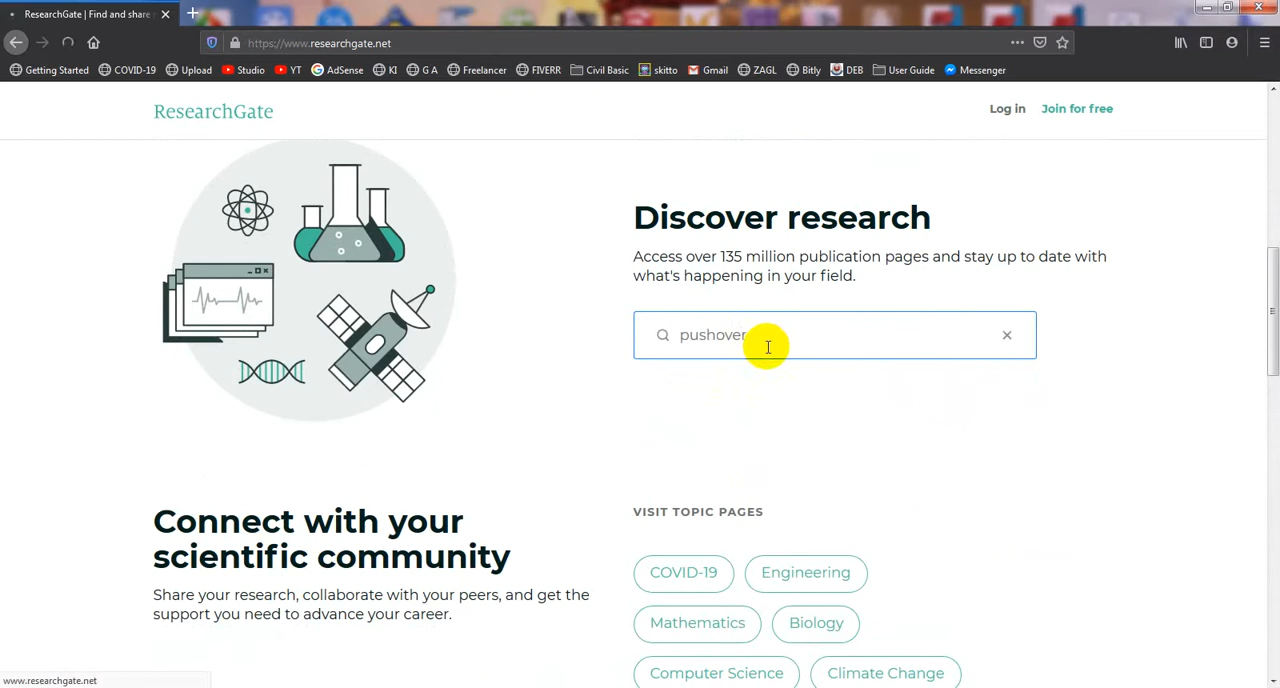 ResearchGate | Find and share
https://www.researchgate.net
Getting Started COVID-19 Upload Studio YT AdSense KI G A Freelancer FIVERR Civil Basic skitto Gmail ZAGL Bitly DEB User Guide Messenger
ResearchGate Log in Join for free
Discover research
Access over 135 million publication pages and stay up to date with
what's happening in your field.
pushover
Connect with your
scientific community
Share your research, collaborate with your peers, and get the
support you need to advance your career.
VISIT TOPIC PAGES
COVID-19 Engineering
Mathematics Biology
Computer Science Climate Change
www.researchgate.net